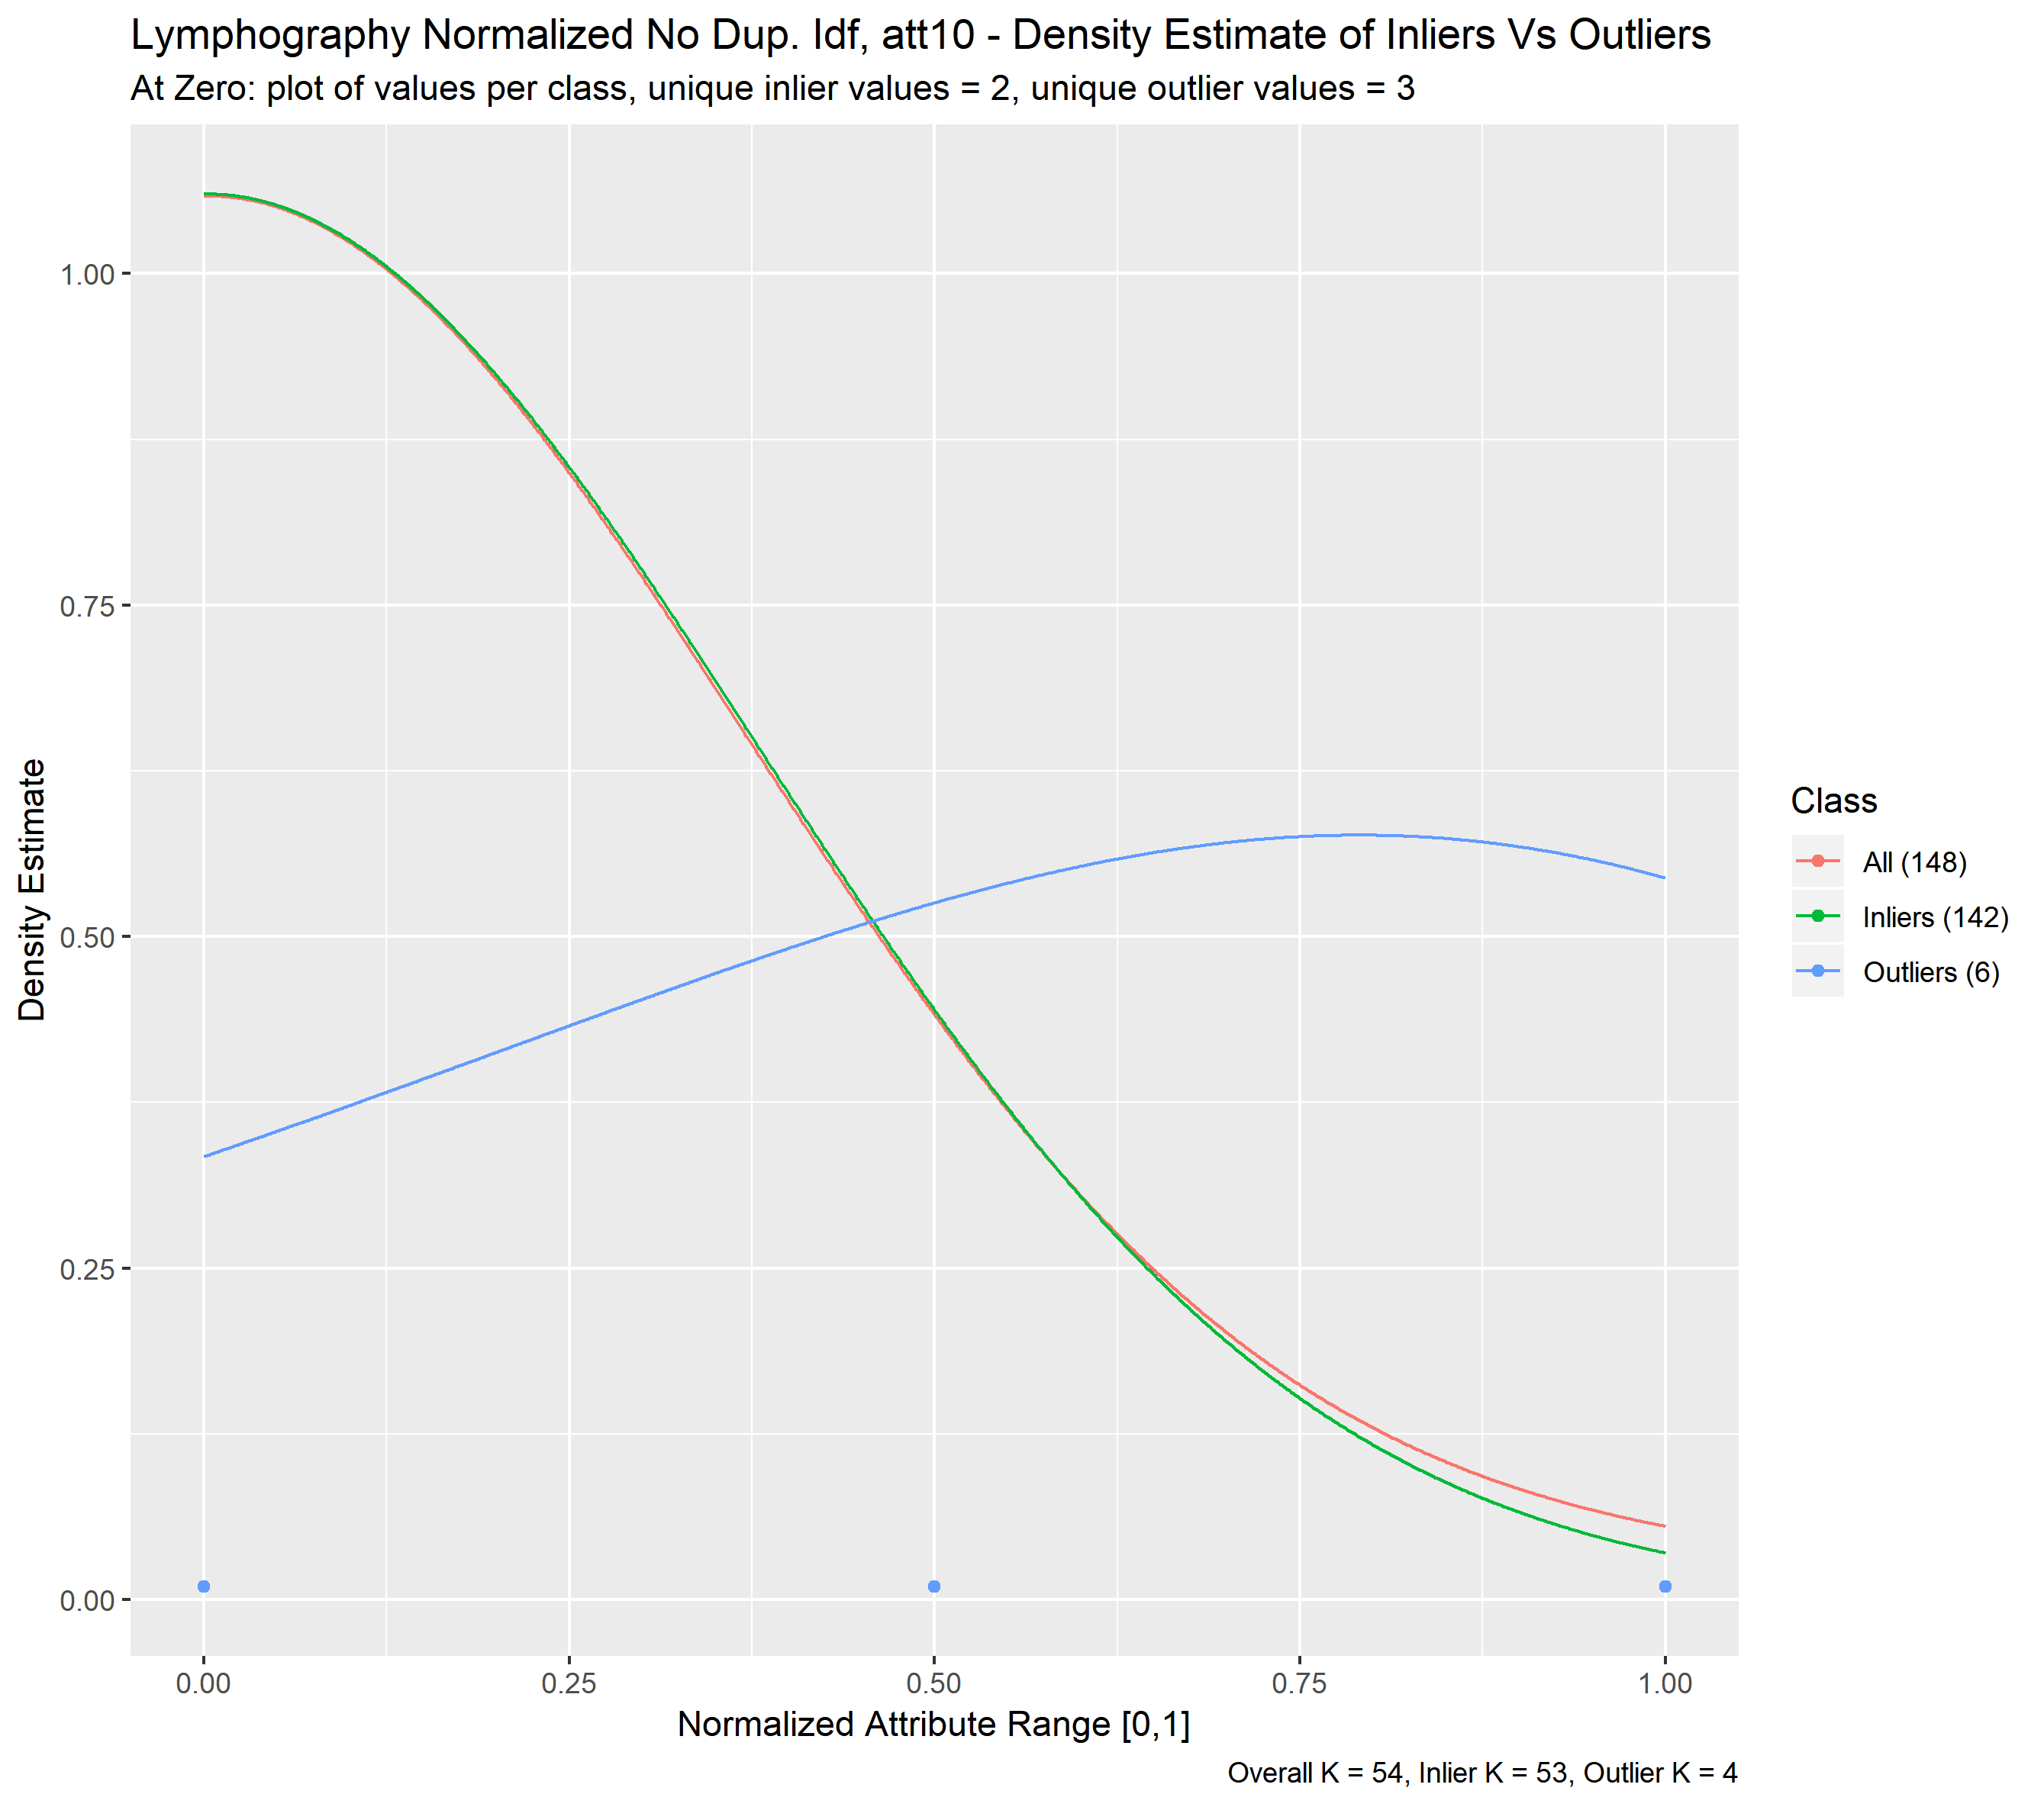 Lymphography Normalized No Dup. Idf, att10 - Density Estimate of Inliers Vs Outliers
At Zero: plot of values per class, unique inlier values = 2, unique outlier values = 3
Density Estimate
1.00
0.75
0.50
0.25
0.00
0.00 0.25 0.50 0.75 1.00
Normalized Attribute Range [0,1]
Class
All (148)
Inliers (142)
Outliers (6)
Overall K = 54, Inlier K = 53, Outlier K = 4